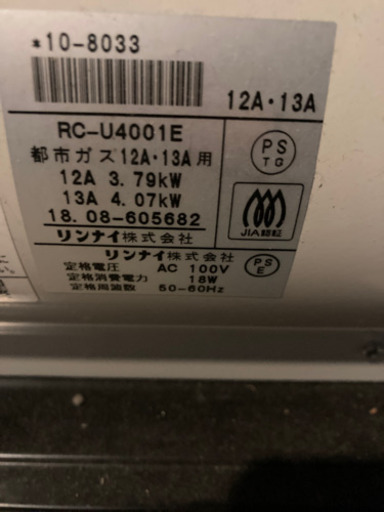 *10-8033
12A・13A
RC-U4001E
都市ガス12A・13A用
12A 3.79kW
13A 4.07kW
18.08-605682
リンナイ株式会社
PS
TG
JIA認証
リンナイ株式会社
定格電圧 AC 100V
定格消費電力 18W
定格周波数 50-60Hz
PS
E